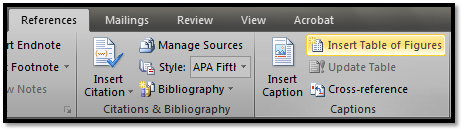 References Mailings Review View Acrobat
rt Endnote
Footnote
w Notes
Insert Citation
Manage Sources
Style: APA Fifth
Bibliography
Citations & Bibliography
Insert Caption
Insert Table of Figures
Update Table
Cross-reference
Captions